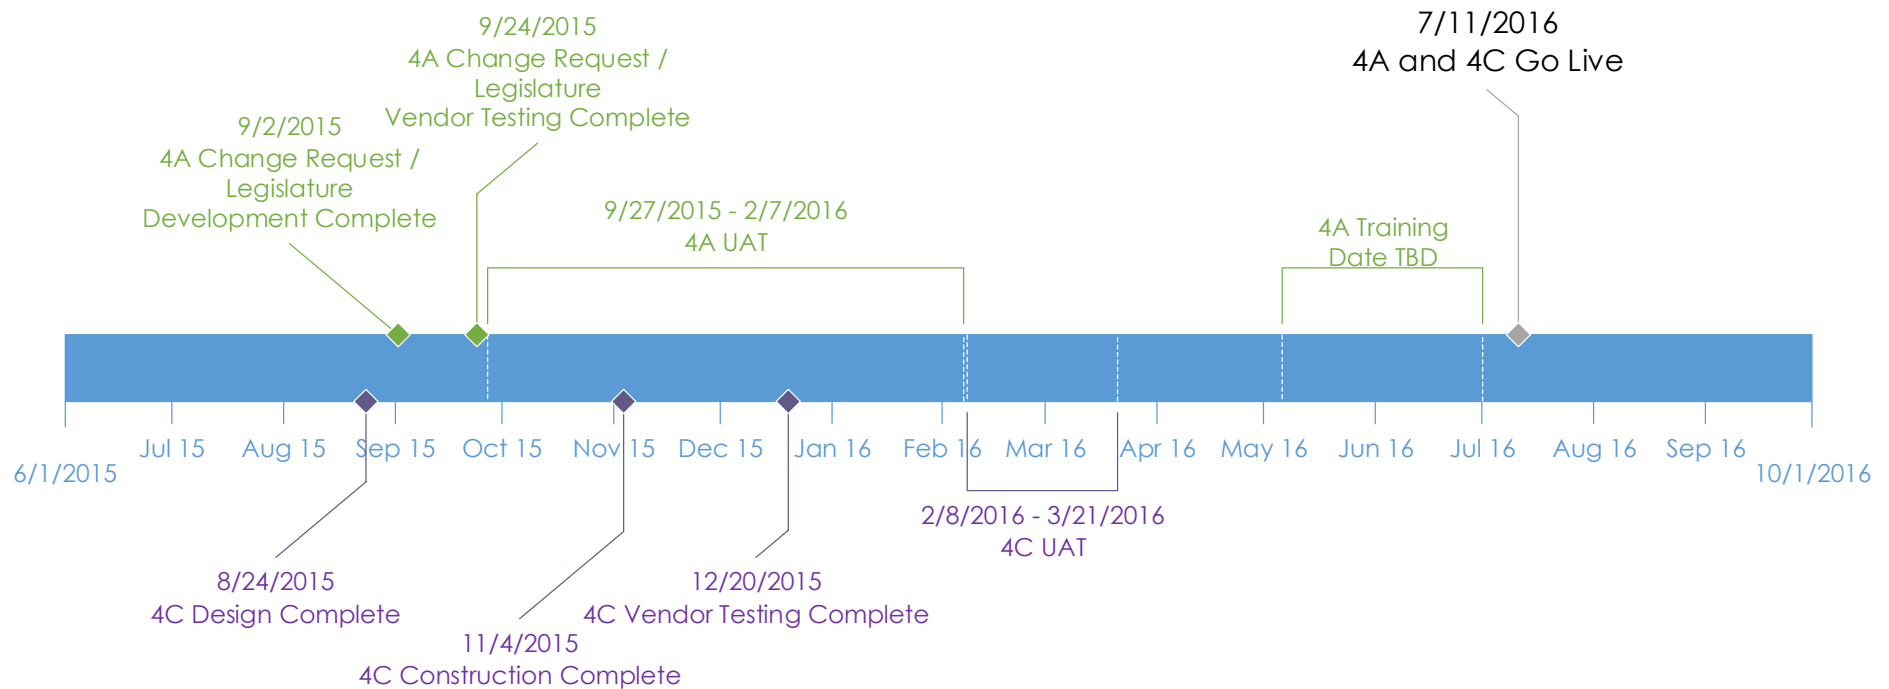 9/24/2015
4A Change Request /
Legislature
Vendor Testing Complete
7/11/2016
4A and 4C Go Live
9/2/2015
4A Change Request /
Legislature
Development Complete
9/27/2015 - 2/7/2016
4A UAT
4A Training
Date TBD
Jul 15
Aug 15
Sep 15
Oct 15
Nov 15
Dec 15
Jan 16
Feb 16
Mar 16
Apr 16
May 16
Jun 16
Jul 16
Aug 16
Sep 16
6/1/2015
10/1/2016
2/8/2016 - 3/21/2016
4C UAT
8/24/2015
4C Design Complete
12/20/2015
4C Vendor Testing Complete
11/4/2015
4C Construction Complete